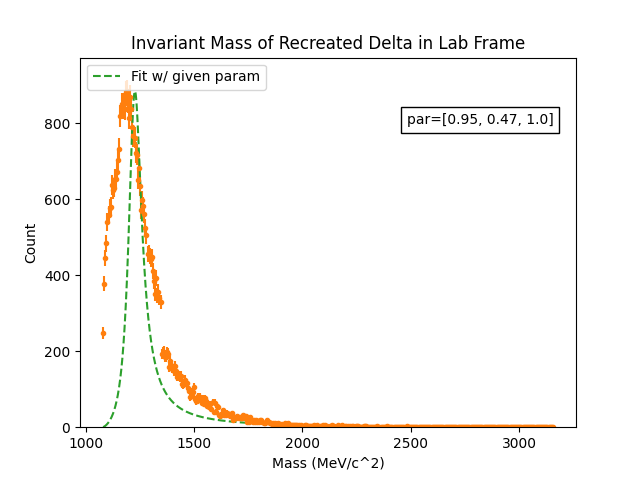 Invariant Mass of Recreated Delta in Lab Frame
Fit w/ given param
par=[0.95, 0.47, 1.0]
Count
800
600
400
200
0
1000 1500 2000 2500 3000
Mass (MeV/c^2)